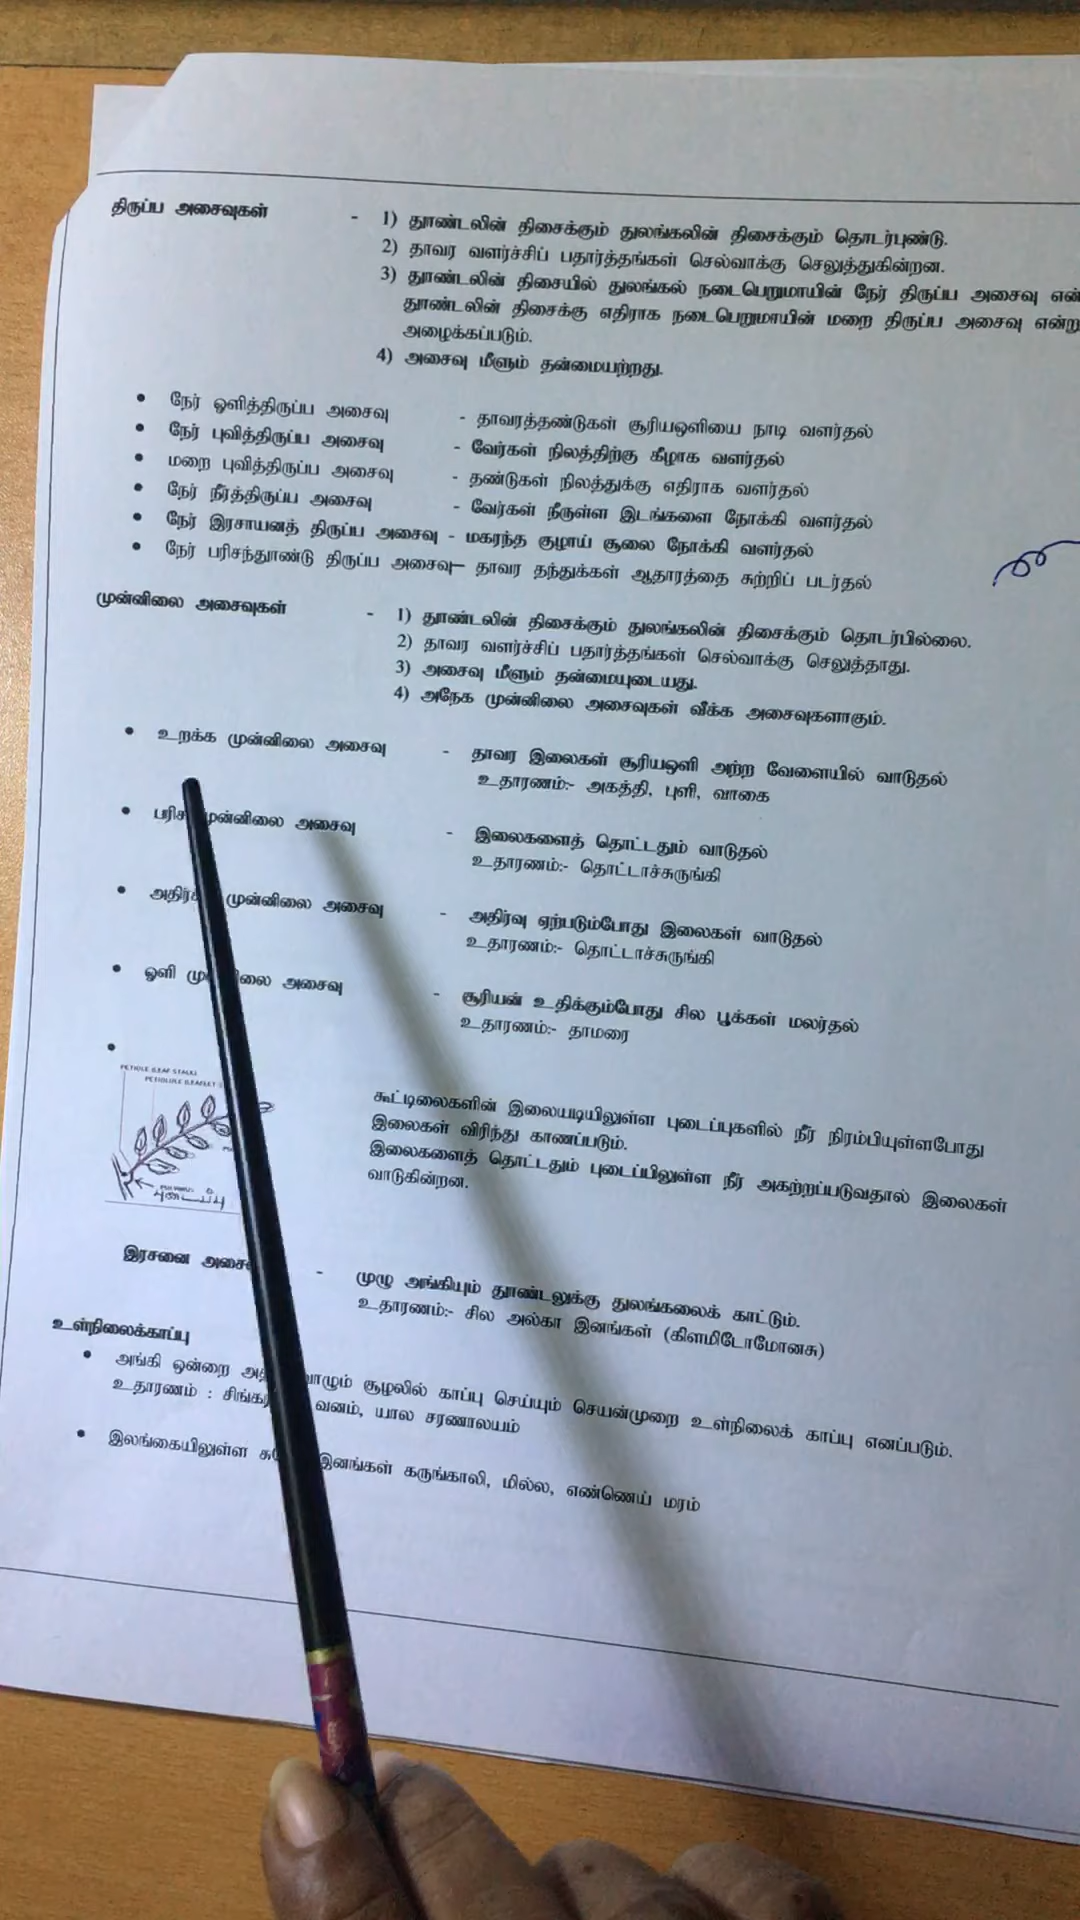 திருப்ப அசைவுகள் - 1) தூண்டலின் திசைக்கும் துலங்கலின் திசைக்கும் தொடர்புண்டு.
2) தாவர வளர்ச்சிப் பதார்த்தங்கள் செல்வாக்கு செலுத்துகின்றன.
3) தூண்டலின் திசையில் துலங்கல் நடைபெறுமாயின் நேர் திருப்ப அசைவு என்
தூண்டலின் திசைக்கு எதிராக நடைபெறுமாயின் மறை திருப்ப அசைவு என்று
அழைக்கப்படும்.
4) அசைவு மீளும் தன்மையற்றது.
• நேர் ஒளித்திருப்ப அசைவு - தாவரத்தண்டுகள் சூரியஒளியை நாடி வளர்தல்
• நேர் புவித்திருப்ப அசைவு - வேர்கள் நிலத்திற்கு கீழாக வளர்தல்
• மறை புவித்திருப்ப அசைவு - தண்டுகள் நிலத்துக்கு எதிராக வளர்தல்
• நேர் நீர்த்திருப்ப அசைவு - வேர்கள் நீருள்ள இடங்களை நோக்கி வளர்தல்
• நேர் இரசாயனத் திருப்ப அசைவு - மகரந்த குழாய் சூலை நோக்கி வளர்தல்
• நேர் பரிசத்தூண்டு திருப்ப அசைவு– தாவர தந்துக்கள் ஆதாரத்தை சுற்றிப் படர்தல்
முன்னிலை அசைவுகள் - 1) தூண்டலின் திசைக்கும் துலங்கலின் திசைக்கும் தொடர்பில்லை.
2) தாவர வளர்ச்சிப் பதார்த்தங்கள் செல்வாக்கு செலுத்தாது.
3) அசைவு மீளும் தன்மையுடையது.
4) அநேக முன்னிலை அசைவுகள் வீக்க அசைவுகளாகும்.
• உறக்க முன்னிலை அசைவு - தாவர இலைகள் சூரியஒளி அற்ற வேளையில் வாடுதல்
உதாரணம்:- அகத்தி, புளி, வாகை
• முன்னிலை அசைவு - இலைகளைத் தொட்டதும் வாடுதல்
உதாரணம்:- தொட்டாச்சுருங்கி
• முன்னிலை அசைவு - அதிர்வு ஏற்படும்போது இலைகள் வாடுதல்
உதாரணம்:- தொட்டாச்சுருங்கி
• ஒளி அசைவு - சூரியன் உதிக்கும்போது சில பூக்கள் மலர்தல்
உதாரணம்:- தாமரை
•
PETIOLE (LEAF STALK)
PETIOLULE (LEAFLET
கூட்டிலைகளின் இலையடியிலுள்ள புடைப்புகளில் நீர் நிரம்பியுள்ளபோது
இலைகள் விரிந்து காணப்படும்.
இலைகளைத் தொட்டதும் புடைப்பிலுள்ள நீர் அகற்றப்படுவதால் இலைகள்
வாடுகின்றன.
PULVINUS
புடைப்பு
இரசனை - முழு அங்கியும் தூண்டலுக்கு துலங்கலைக் காட்டும்.
உதாரணம்:- சில அல்கா இனங்கள் (கிளமிடோமோனசு)
உள்நிலைக்காப்பு
• அங்கி ஒன்றை சூழலில் காப்பு செய்யும் செயன்முறை உள்நிலைக் காப்பு எனப்படும்.
உதாரணம் : வனம், யால சரணாலயம்
• இலங்கையிலுள்ள இனங்கள் கருங்காலி, மில்ல, எண்ணெய் மரம்